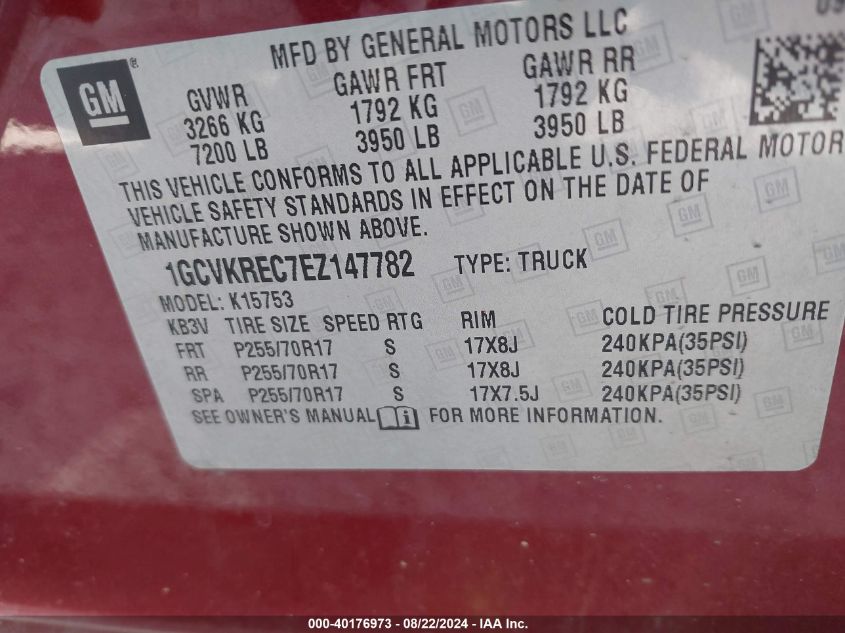 MFD BY GENERAL MOTORS LLC
GM®
GVWR GAWR FRT GAWR RR
3266 KG 1792 KG 1792 KG
7200 LB 3950 LB 3950 LB
THIS VEHICLE CONFORMS TO ALL APPLICABLE U.S. FEDERAL MOTOR
VEHICLE SAFETY STANDARDS IN EFFECT ON THE DATE OF
MANUFACTURE SHOWN ABOVE.
1GCVKREC7EZ147782 TYPE: TRUCK
MODEL: K15753
KB3V TIRE SIZE SPEED RTG RIM COLD TIRE PRESSURE
FRT P255/70R17 S 17X8J 240KPA(35PSI)
RR P255/70R17 S 17X8J 240KPA(35PSI)
SPA P255/70R17 S 17X7.5J 240KPA(35PSI)
SEE OWNER'S MANUAL i FOR MORE INFORMATION.
000-40176973 - 08/22/2024 - IAA Inc.